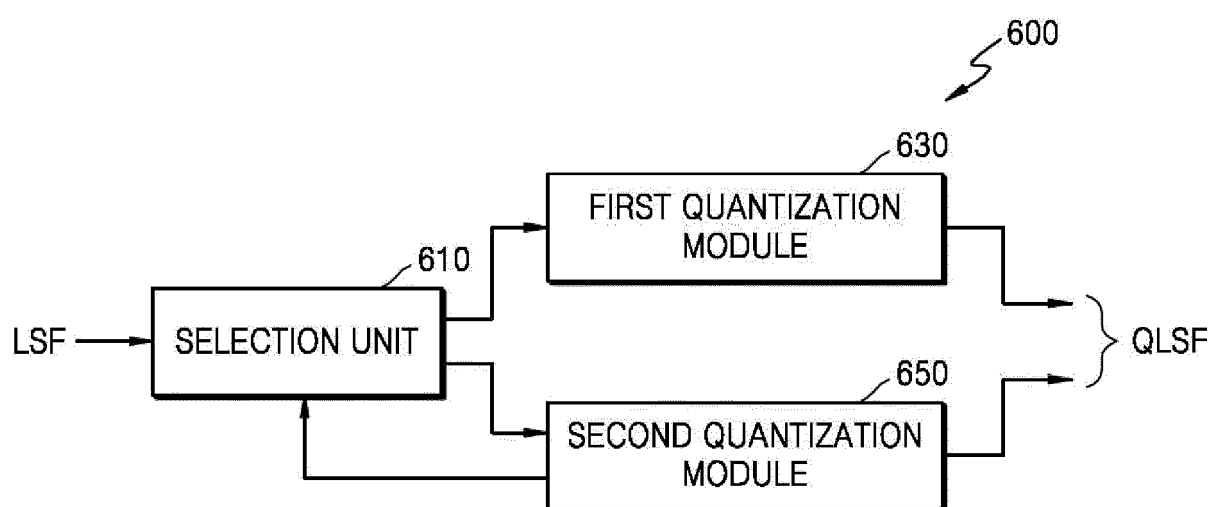 600
630
FIRST QUANTIZATION
MODULE
610
LSF
SELECTION UNIT
QLSF
650
SECOND QUANTIZATION
MODULE